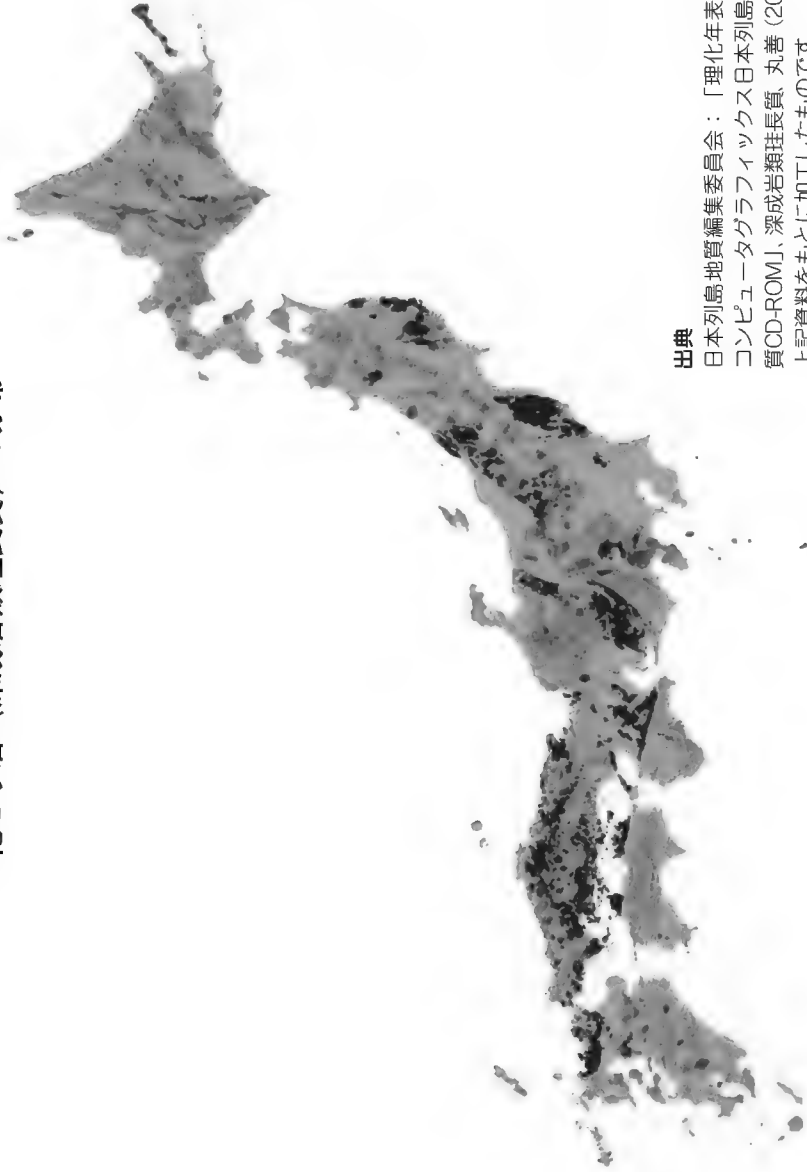 出典
日本列島地質編集委員会：「理化年表
コンピュータグラフィックス日本列島
質CD-ROM」、深成岩類珪長質、丸善（20
上記資料をもとに加工したものです